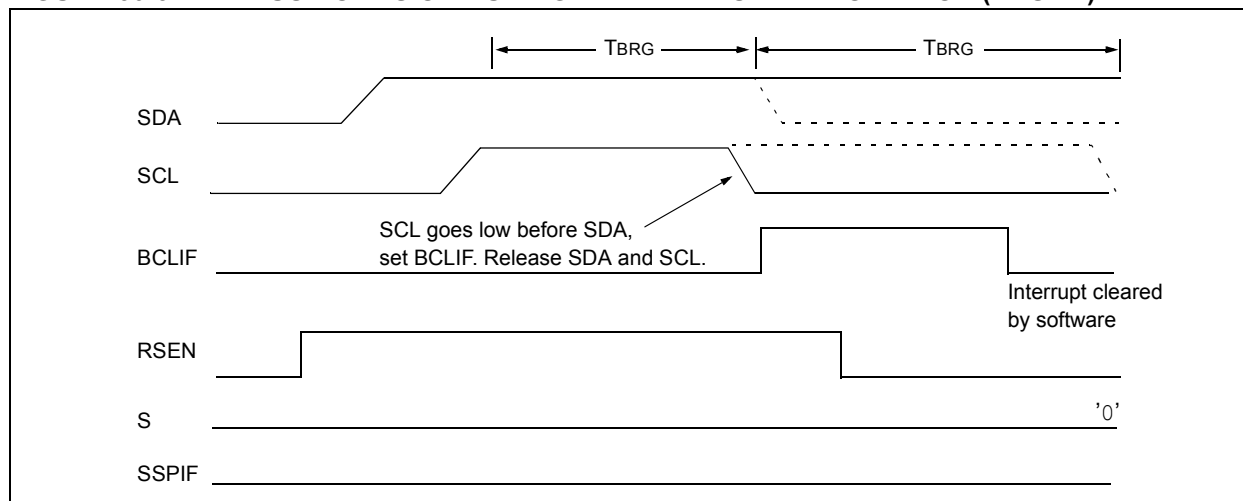 TBRG TBRG
SDA
SCL
SCL goes low before SDA,
set BCLIF. Release SDA and SCL.
BCLIF
Interrupt cleared
by software
RSEN
S '0'
SSPIF